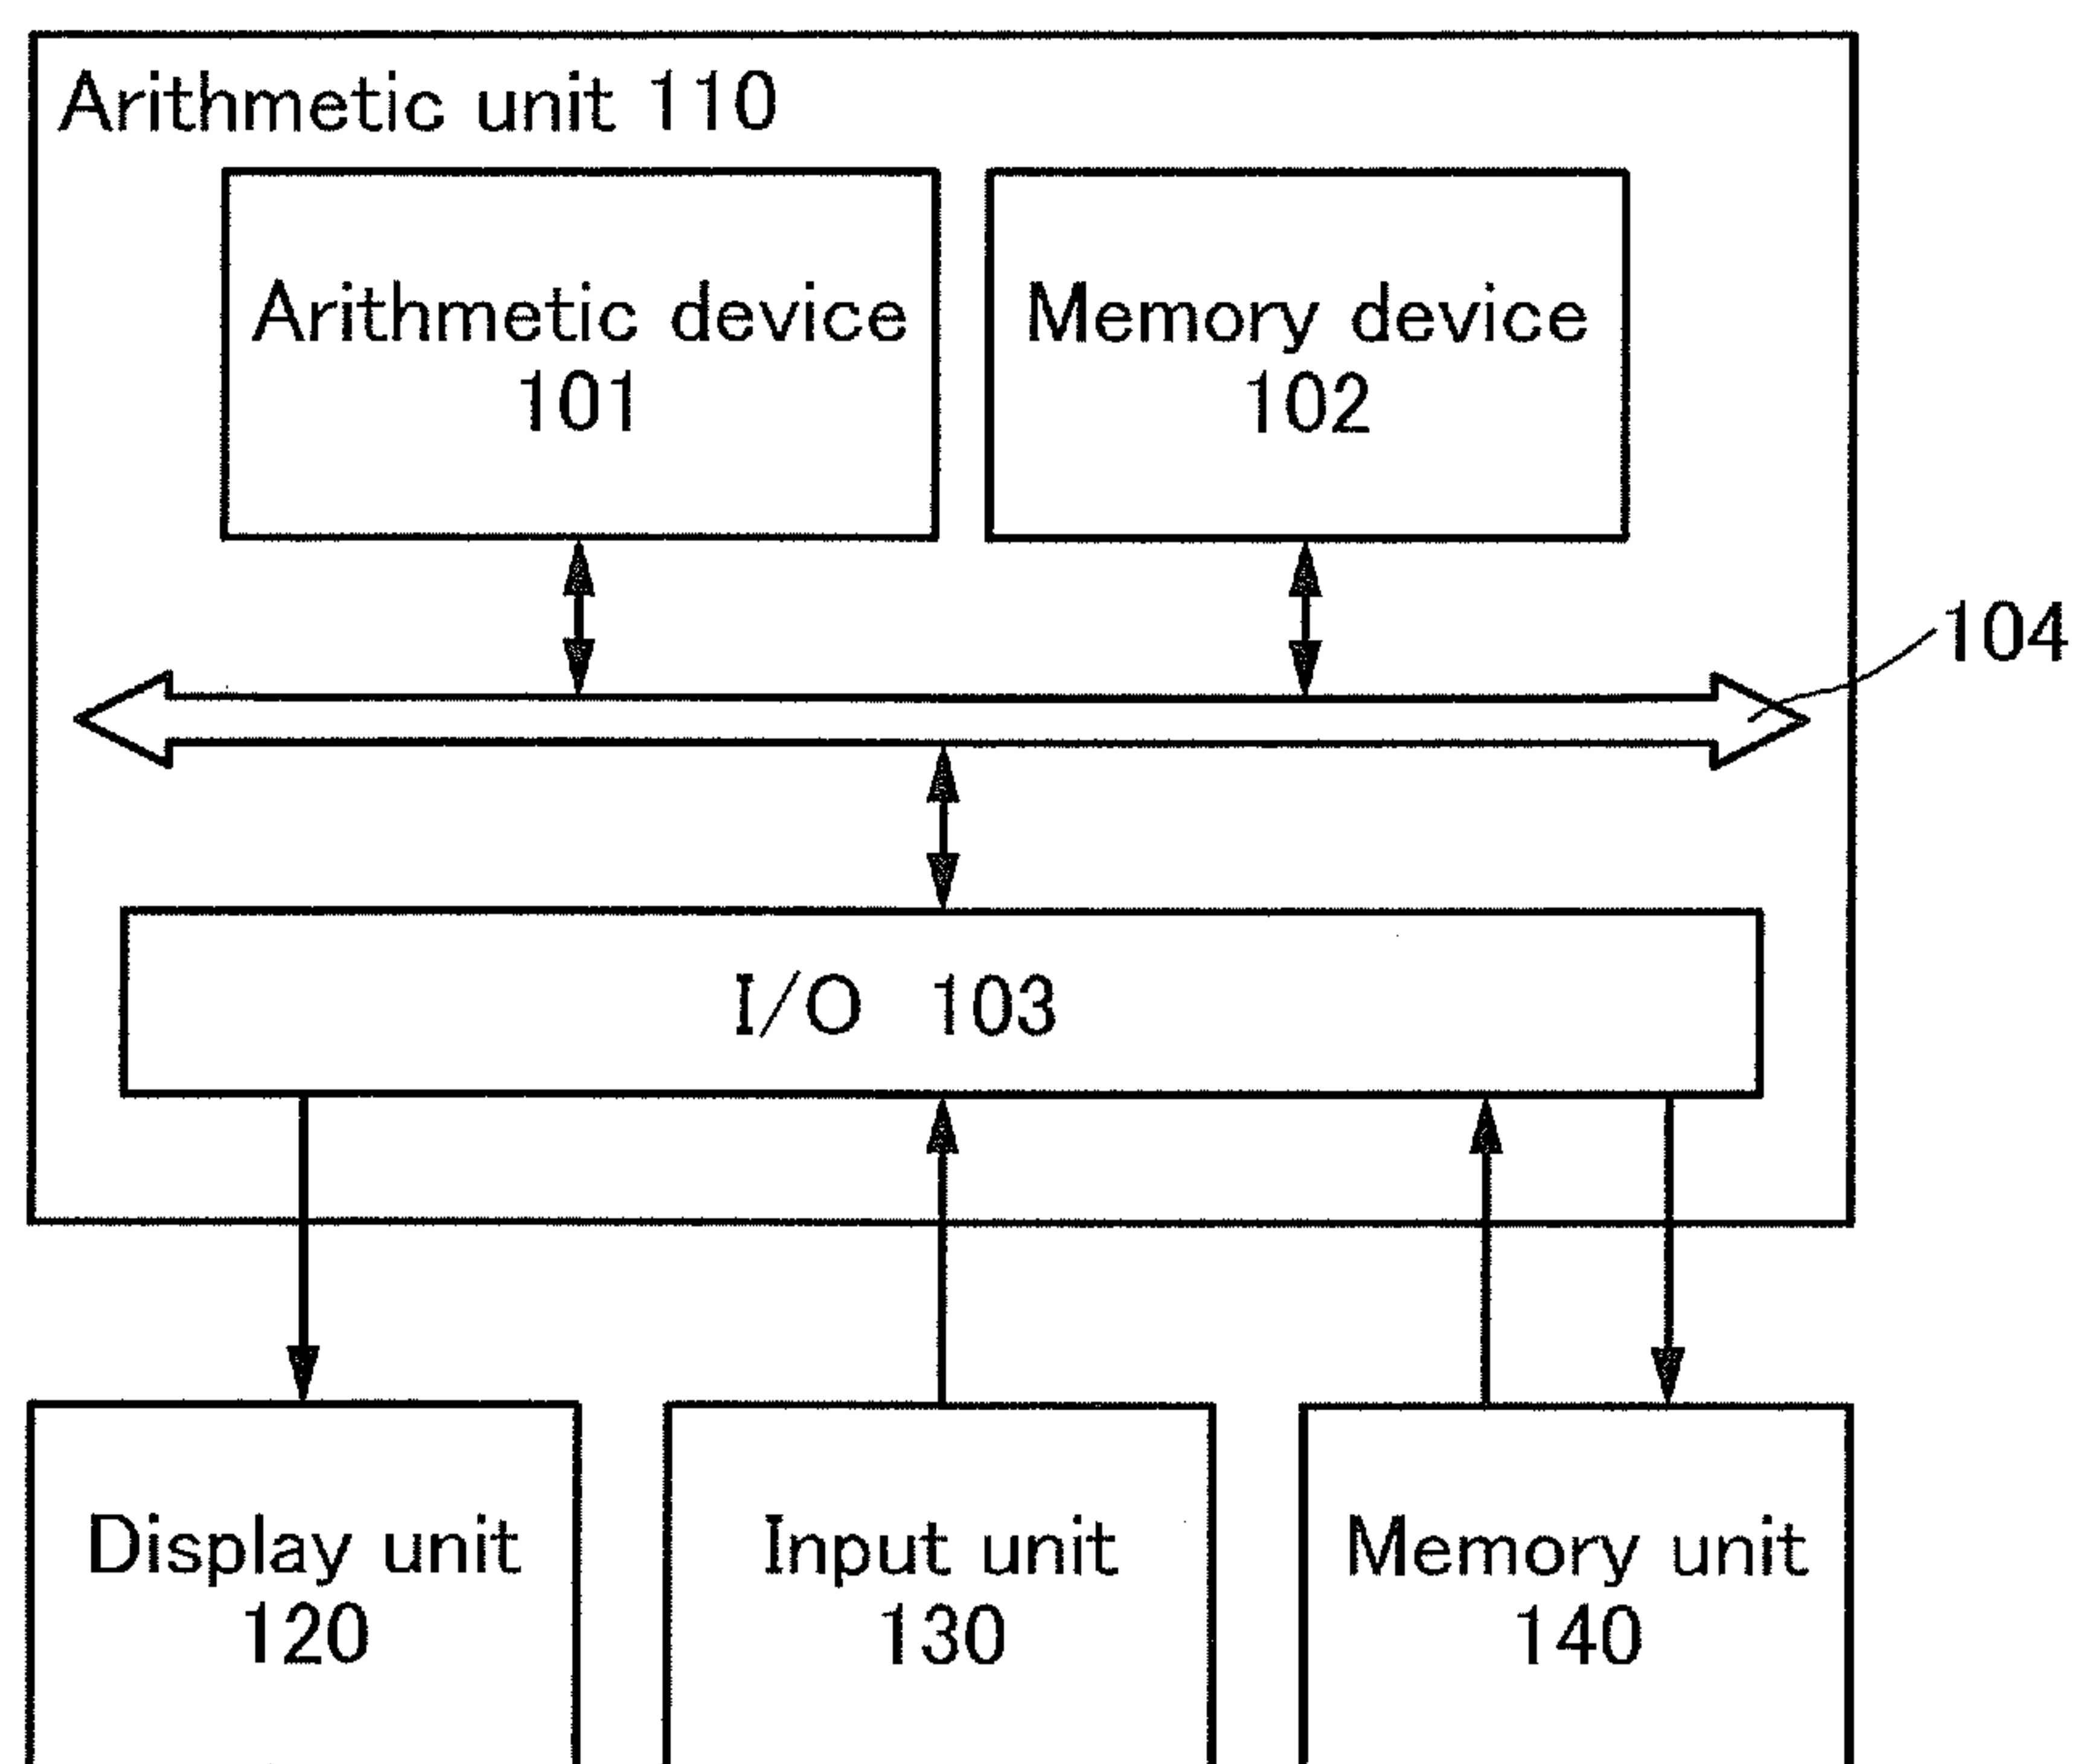 Arithmetic unit 110
Arithmetic device
101
Memory device
102
104
I/O 103
Display unit
120
Input unit
130
Memory unit
140